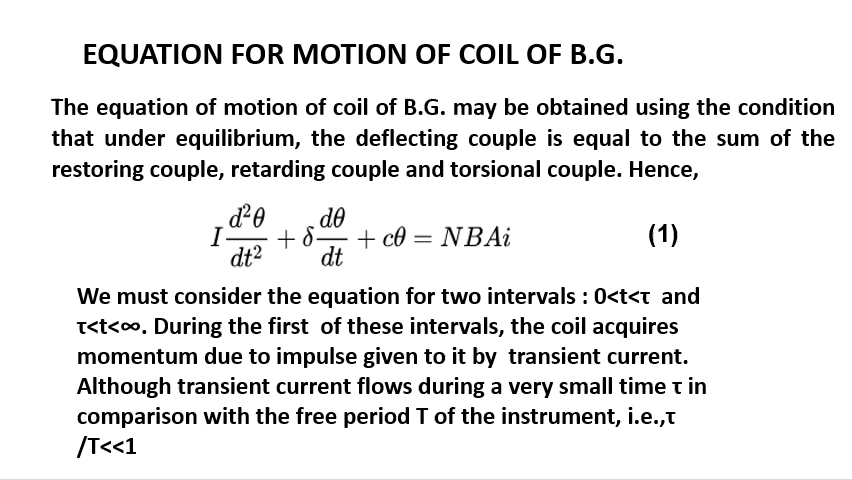 EQUATION FOR MOTION OF COIL OF B.G.
The equation of motion of coil of B.G. may be obtained using the condition
that under equilibrium, the deflecting couple is equal to the sum of the
restoring couple, retarding couple and torsional couple. Hence,
I d²θ/dt² + δ dθ/dt + cθ = NBAi (1)
We must consider the equation for two intervals : 0<t<τ and
τ<t<∞. During the first of these intervals, the coil acquires
momentum due to impulse given to it by transient current.
Although transient current flows during a very small time τ in
comparison with the free period T of the instrument, i.e.,τ
/T<<1